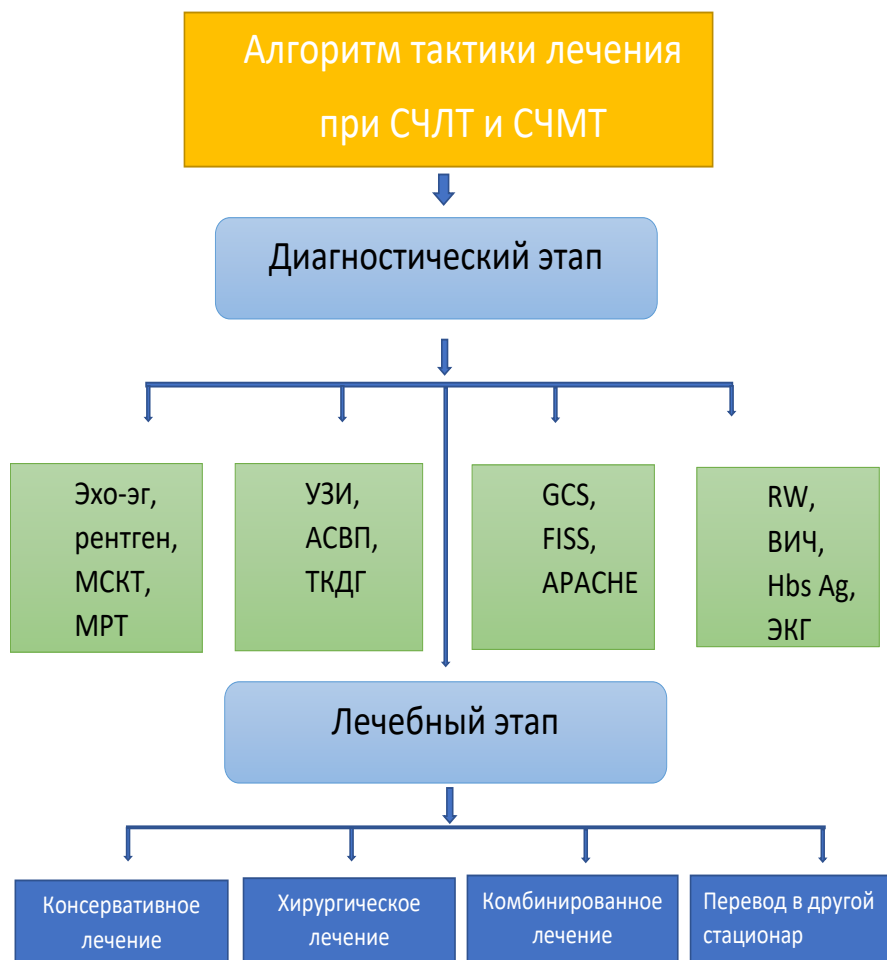 Алгоритм тактики лечения
при СЧЛТ и СЧМТ
Диагностический этап
Эхо-эг,
рентген,
МСКТ,
МРТ
УЗИ,
АСВП,
ТКДГ
GCS,
FISS,
APACHE
RW,
ВИЧ,
Hbs Ag,
ЭКГ
Лечебный этап
Консервативное
лечение
Хирургическое
лечение
Комбинированное
лечение
Перевод в другой
стационар